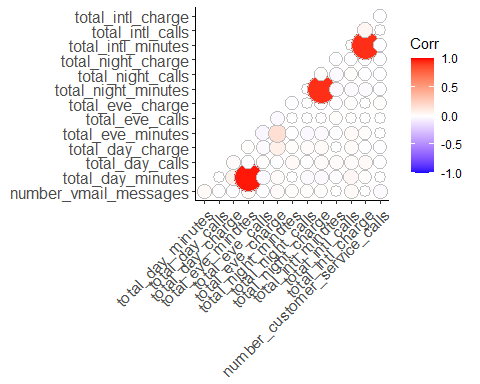 total_intl_charge
total_intl_calls
total_intl_minutes
total_night_charge
total_night_calls
total_night_minutes
total_eve_charge
total_eve_calls
total_eve_minutes
total_day_charge
total_day_calls
total_day_minutes
number_vmail_messages
total_day_minutes
total_day_calls
total_day_charge
total_eve_minutes
total_eve_calls
total_eve_charge
total_night_minutes
total_night_calls
total_night_charge
total_intl_minutes
total_intl_calls
total_intl_charge
number_customer_service_calls
Corr
1.0
0.5
0.0
-0.5
-1.0